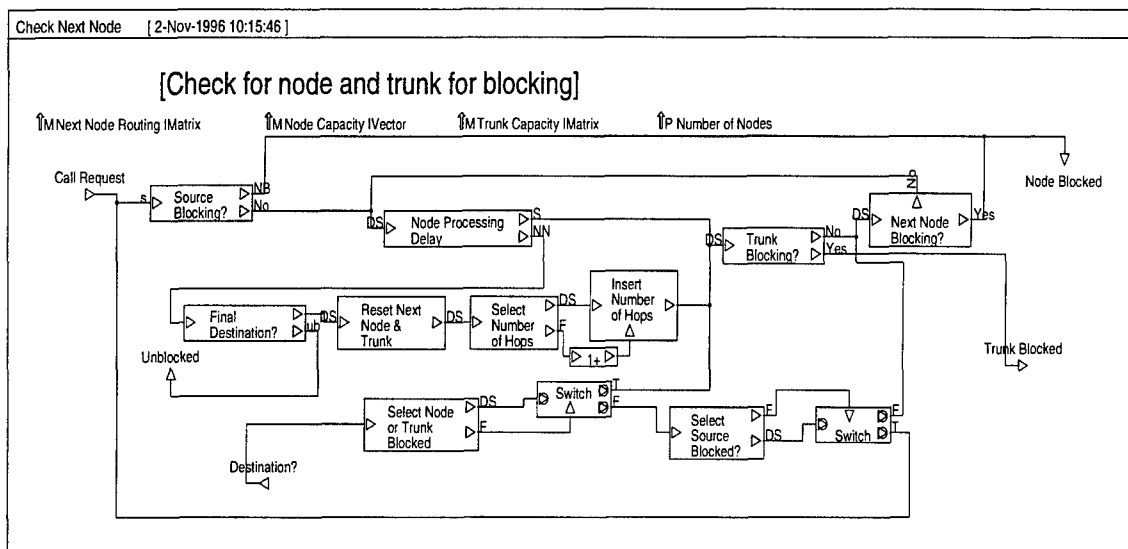 Check Next Node [ 2-Nov-1996 10:15:46 ]
[Check for node and trunk for blocking]
⇑M Next Node Routing IMatrix
⇑M Node Capacity IVector
⇑M Trunk Capacity IMatrix
⇑P Number of Nodes
Call Request
s
Source
Blocking?
NB
No
DS
Node Processing
Delay
S
NN
DS
Trunk
Blocking?
No
Yes
DS
Next Node
Blocking?
Yes
Node Blocked
Final
Destination?
ub
DS
Reset Next
Node &
Trunk
DS
Select
Number
of Hops
DS
F
1+
Insert
Number
of Hops
Trunk Blocked
Unblocked
Select Node
or Trunk
Blocked
DS
F
Switch
T
F
Select
Source
Blocked?
F
DS
Switch
F
T
Destination?